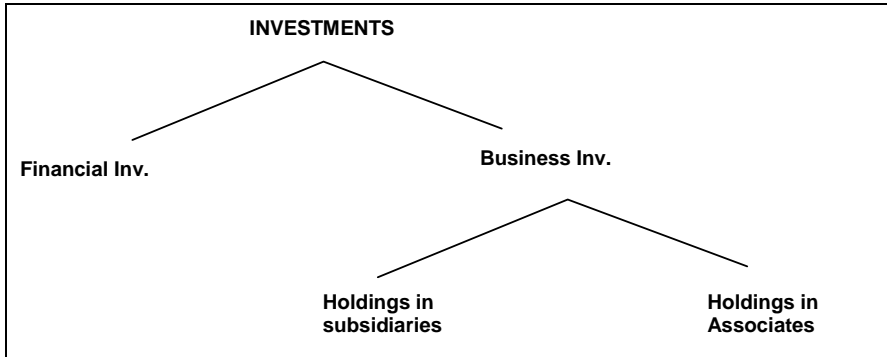 INVESTMENTS
Financial Inv.
Business Inv.
Holdings in
subsidiaries
Holdings in
Associates